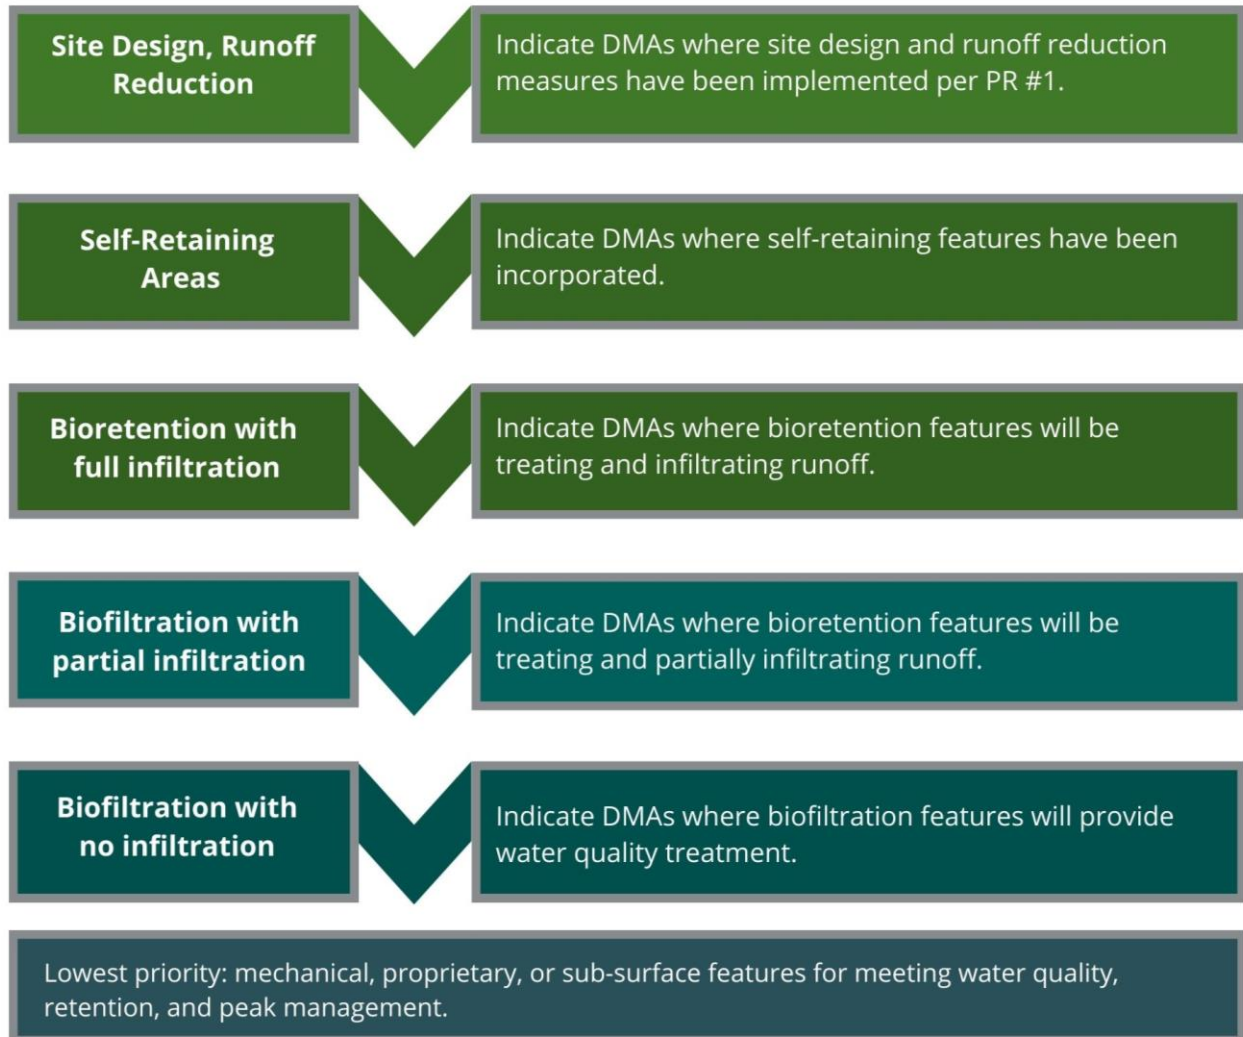 Site Design, Runoff
Reduction
Indicate DMAs where site design and runoff reduction
measures have been implemented per PR #1.
Self-Retaining
Areas
Indicate DMAs where self-retaining features have been
incorporated.
Bioretention with
full infiltration
Indicate DMAs where bioretention features will be
treating and infiltrating runoff.
Biofiltration with
partial infiltration
Indicate DMAs where bioretention features will be
treating and partially infiltrating runoff.
Biofiltration with
no infiltration
Indicate DMAs where biofiltration features will provide
water quality treatment.
Lowest priority: mechanical, proprietary, or sub-surface features for meeting water quality,
retention, and peak management.